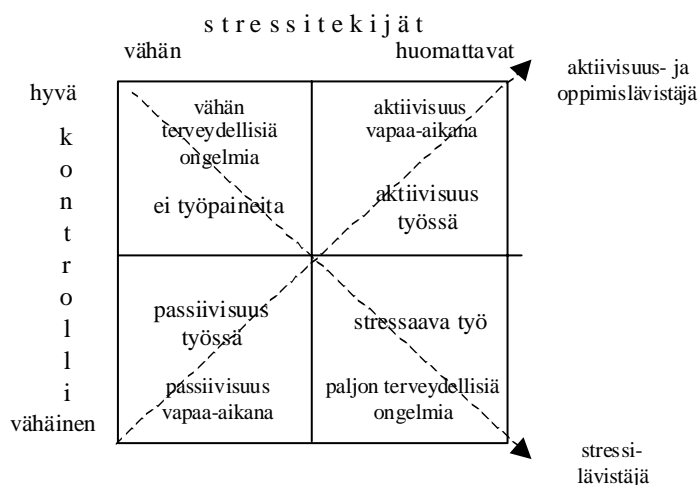 stressitekijät
vähän
huomattavat
aktiivisuus- ja
oppimislävistäjä
hyvä
kontrolli
vähäinen
vähän
terveydellisiä
ongelmia
ei työpaineita
aktiivisuus
vapaa-aikana
aktiivisuus
työssä
passiivisuus
työssä
passiivisuus
vapaa-aikana
stressaava työ
paljon terveydellisiä
ongelmia
stressi-
lävistäjä